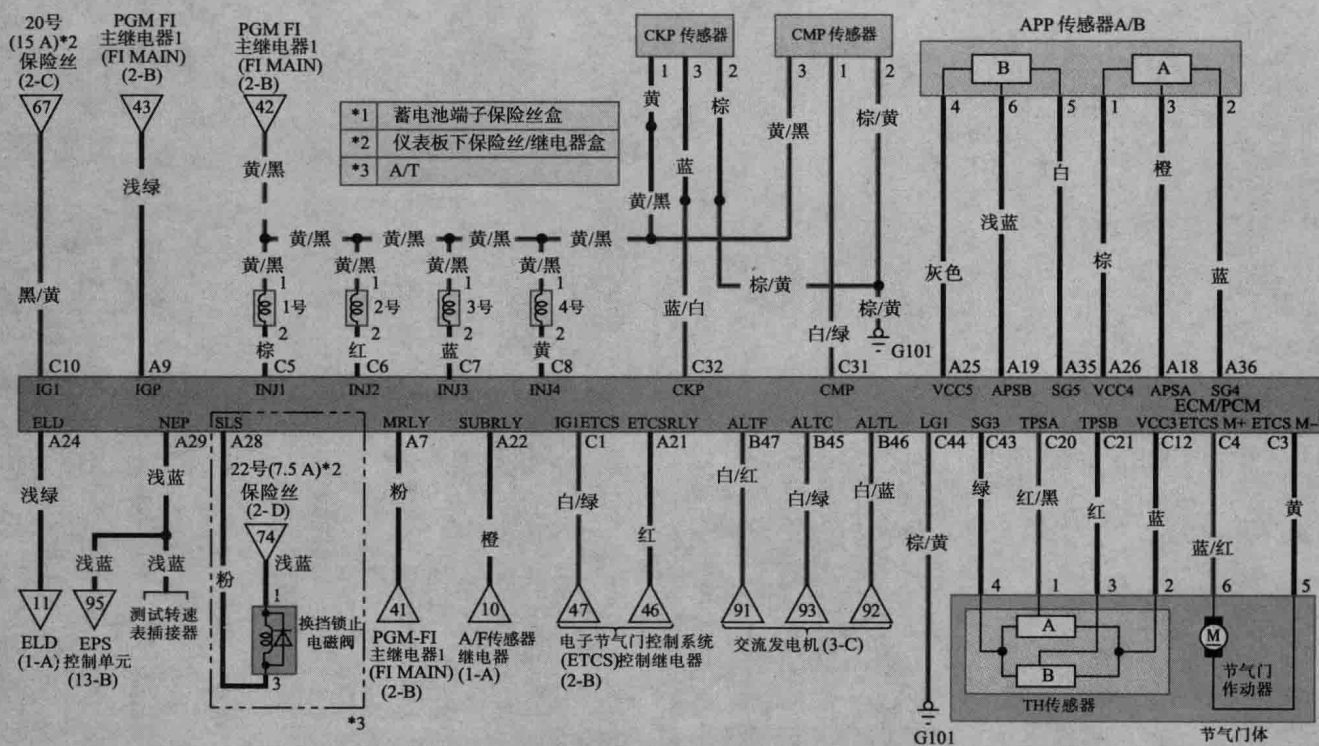 20号
(15 A)*2
保险丝
(2-C)
67
PGM FI
主继电器1
(FI MAIN)
(2-B)
43
PGM FI
主继电器1
(FI MAIN)
(2-B)
42
*1 蓄电池端子保险丝盒
*2 仪表板下保险丝/继电器盒
*3 A/T
CKP 传感器
1 3 2
CMP 传感器
3 1 2
APP 传感器A/B
B A
4 6 5 1 3 2
黄 棕
黄/黑 棕/黄
黄/黑
蓝
白 橙
浅绿
黄/黑
浅蓝
黄/黑 黄/黑 黄/黑 黄/黑
黄/黑 黄/黑 黄/黑 黄/黑
灰色 棕 蓝
棕/黄
黑/黄
1 1 1 1
1号 2号 3号 4号
2 2 2 2
蓝/白
白/绿
棕/黄
G101
棕 红 蓝 黄
C10 A9 C5 C6 C7 C8 C32 C31 A25 A19 A35 A26 A18 A36
IG1 IGP INJ1 INJ2 INJ3 INJ4 CKP CMP VCC5 APSB SG5 VCC4 APSA SG4
ECM/PCM
ELD NEP SLS MRLY SUBRLY IG1ETCS ETCSRLY ALTF ALTC ALTL LG1 SG3 TPSA TPSB VCC3 ETCS M+ ETCS M-
A24 A29 A28 A7 A22 C1 A21 B47 B45 B46 C44 C43 C20 C21 C12 C4 C3
浅绿
浅蓝
22号(7.5 A)*2
保险丝
(2-D)
74
浅蓝
粉
粉 橙 白/绿 红 白/红 白/绿 白/蓝 棕/黄 绿 红/黑 红 蓝 蓝/红 黄
浅蓝 浅蓝
11
ELD
(1-A)
95
EPS
控制单元
(13-B)
测试转速
表插接器
1
换挡锁止
电磁阀
3
*3
41
PGM-FI
主继电器1
(FI MAIN)
(2-B)
10
A/F传感器
继电器
(1-A)
47 46
电子节气门控制系统
(ETCS)控制继电器
(2-B)
91 93 92
交流发电机 (3-C)
G101
4 1 3 2 6 5
A
B
TH传感器
M
节气门
作动器
节气门体